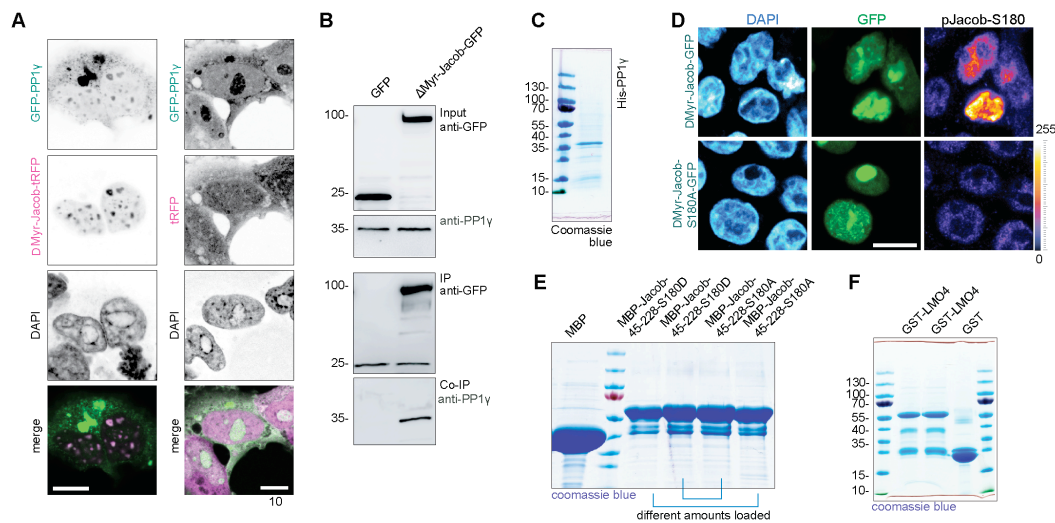 A
GFP-PP1γ
GFP-PP1γ
DMyr-Jacob-tRFP
tRFP
DAPI
DAPI
merge
merge
10
B
GFP
ΔMyr-Jacob-GFP
100-
Input
anti-GFP
25-
35-
anti-PP1γ
100-
IP
anti-GFP
25-
Co-IP
anti-PP1γ
35-
C
His-PP1γ
130-
100-
70-
55-
40-
35-
15-
10-
Coomassie
blue
D
DAPI
GFP
pJacob-S180
DMyr-Jacob-GFP
DMyr-Jacob-
S180A-GFP
255
0
E
MBP
MBP-Jacob-
45-228-S180D
MBP-Jacob-
45-228-S180D
MBP-Jacob-
45-228-S180A
MBP-Jacob-
45-228-S180A
coomassie blue
different amounts loaded
F
GST-LMO4
GST-LMO4
GST
130-
100-
70-
55-
40-
35-
15-
10-
coomassie blue